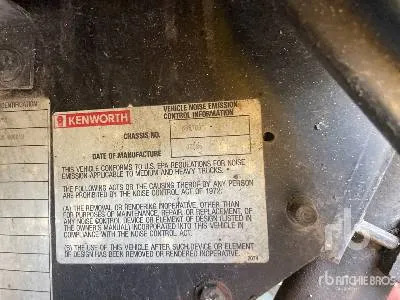 IDENTIFICATION
KENWORTH
VEHICLE NOISE EMISSION
CONTROL INFORMATION
CHASSIS NO.
DATE OF MANUFACTURE
THIS VEHICLE CONFORMS TO U.S. EPA REGULATIONS FOR NOISE
EMISSION APPLICABLE TO MEDIUM AND HEAVY TRUCKS.
THE FOLLOWING ACTS OR THE CAUSING THEREOF BY ANY PERSON
ARE PROHIBITED BY THE NOISE CONTROL ACT OF 1972:
(A) THE REMOVAL OR RENDERING INOPERATIVE, OTHER THAN
FOR PURPOSES OF MAINTENANCE, REPAIR, OR REPLACEMENT, OF
ANY NOISE CONTROL DEVICE OR ELEMENT OF DESIGN (LISTED IN
THE OWNER'S MANUAL) INCORPORATED INTO THIS VEHICLE IN
COMPLIANCE WITH THE NOISE CONTROL ACT.
(B) THE USE OF THIS VEHICLE AFTER SUCH DEVICE OR ELEMENT
OF DESIGN HAS BEEN REMOVED OR RENDERED INOPERATIVE.
RITCHIE BROS.